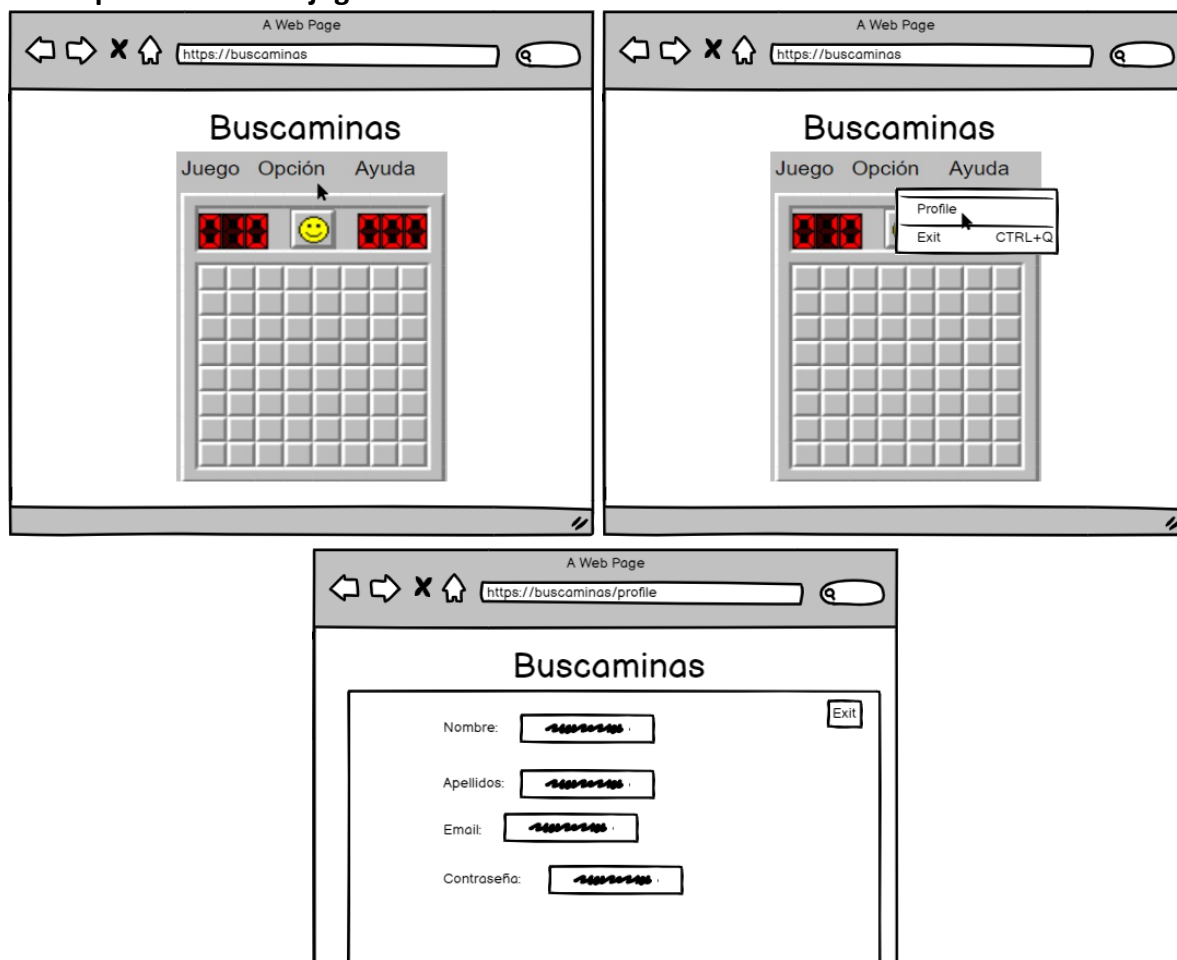 A Web Page
https://buscaminas
Buscaminas
Juego Opción Ayuda
A Web Page
https://buscaminas
Buscaminas
Juego Opción Ayuda
Profile
Exit CTRL+Q
A Web Page
https://buscaminas/profile
Buscaminas
Exit
Nombre:
Apellidos:
Email:
Contraseña: